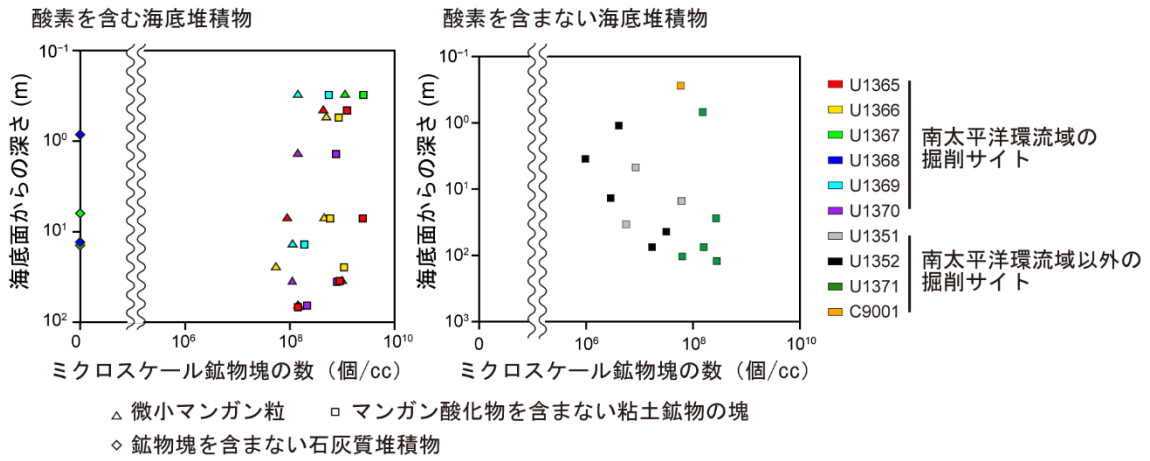 酸素を含む海底堆積物
10⁻¹
10⁰
10¹
10²
海底面からの深さ (m)
0
10⁶
10⁸
10¹⁰
ミクロスケール鉱物塊の数（個/cc）
酸素を含まない海底堆積物
10⁻¹
10⁰
10¹
10²
10³
海底面からの深さ (m)
0
10⁶
10⁸
10¹⁰
ミクロスケール鉱物塊の数（個/cc）
U1365
U1366
U1367
U1368
U1369
U1370
南太平洋環流域の
掘削サイト
U1351
U1352
U1371
C9001
南太平洋環流域以外の
掘削サイト
△ 微小マンガン粒 □ マンガン酸化物を含まない粘土鉱物の塊
◇ 鉱物塊を含まない石灰質堆積物